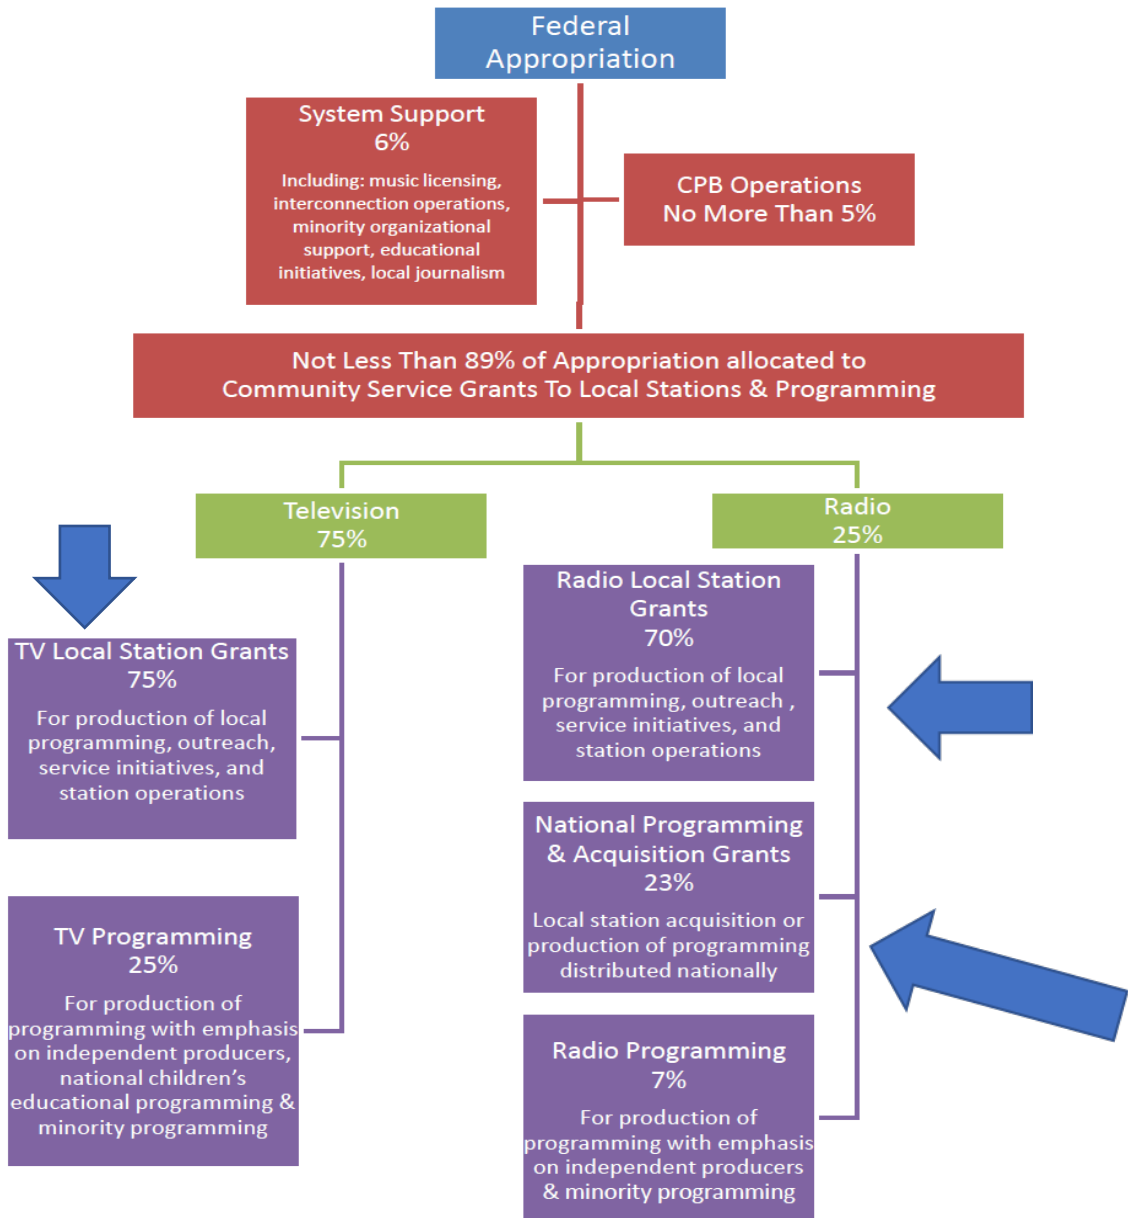 Federal
Appropriation
System Support
6%
Including: music licensing,
interconnection operations,
minority organizational
support, educational
initiatives, local journalism
CPB Operations
No More Than 5%
Not Less Than 89% of Appropriation allocated to
Community Service Grants To Local Stations & Programming
Television
75%
Radio
25%
TV Local Station Grants
75%
For production of local
programming, outreach,
service initiatives, and
station operations
TV Programming
25%
For production of
programming with emphasis
on independent producers,
national children’s
educational programming &
minority programming
Radio Local Station
Grants
70%
For production of local
programming, outreach ,
service initiatives, and
station operations
National Programming
& Acquisition Grants
23%
Local station acquisition or
production of programming
distributed nationally
Radio Programming
7%
For production of
programming with emphasis
on independent producers
& minority programming